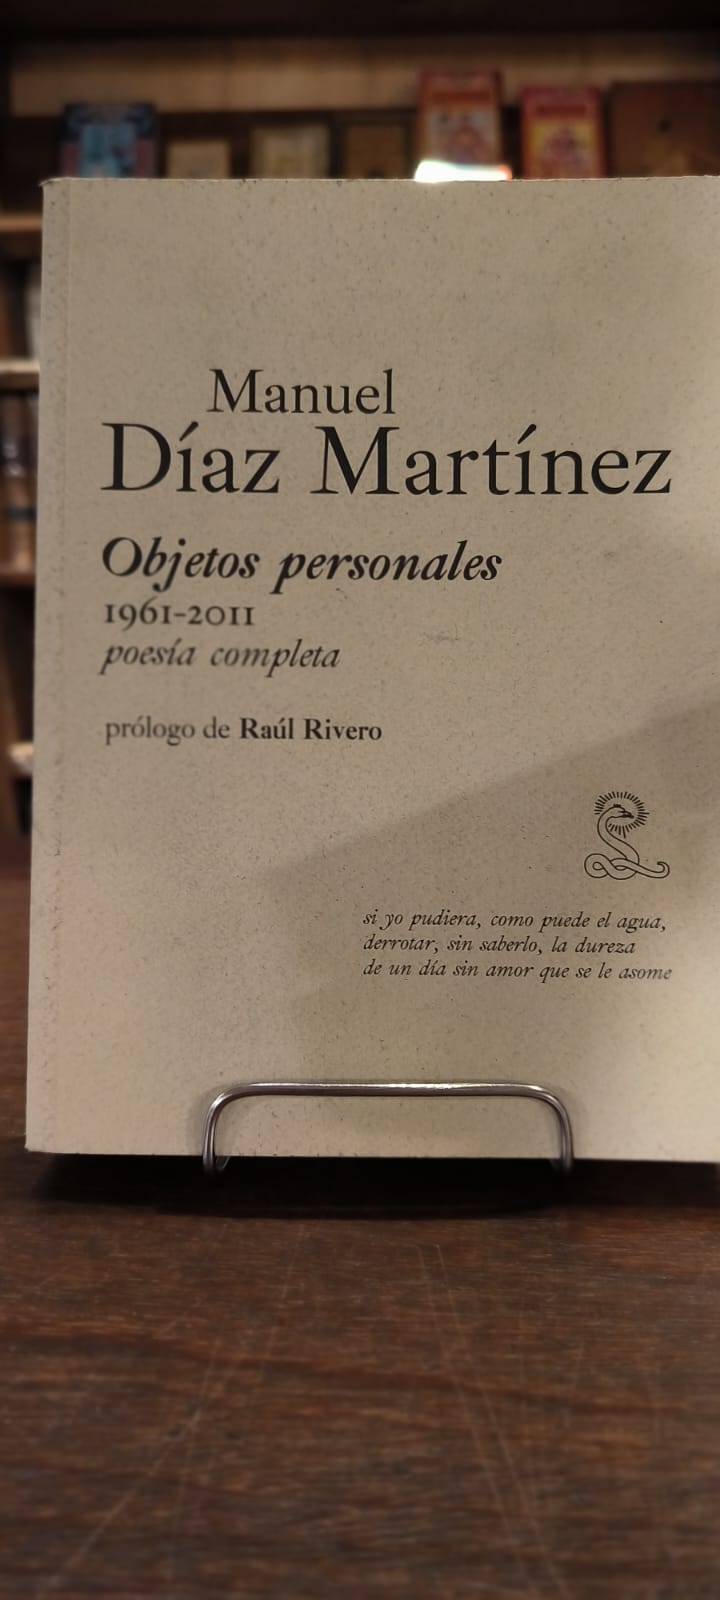 Manuel
Díaz Martínez
Objetos personales
1961-2011
poesía completa
prólogo de Raúl Rivero
si yo pudiera, como puede el agua,
derrotar, sin saberlo, la dureza
de un día sin amor que se le asome